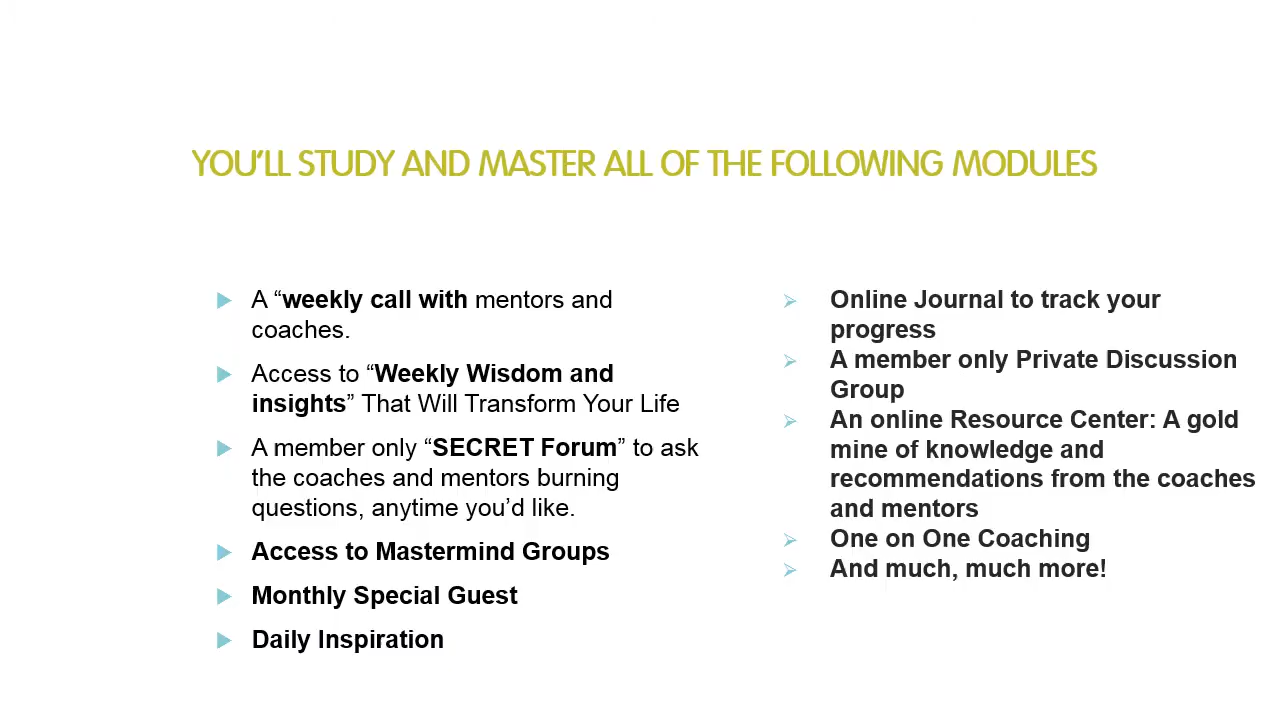 YOU’LL STUDY AND MASTER ALL OF THE FOLLOWING MODULES
A “weekly call with mentors and
coaches.
Access to “Weekly Wisdom and
insights” That Will Transform Your Life
A member only “SECRET Forum” to ask
the coaches and mentors burning
questions, anytime you’d like.
Access to Mastermind Groups
Monthly Special Guest
Daily Inspiration
Online Journal to track your
progress
A member only Private Discussion
Group
An online Resource Center: A gold
mine of knowledge and
recommendations from the coaches
and mentors
One on One Coaching
And much, much more!